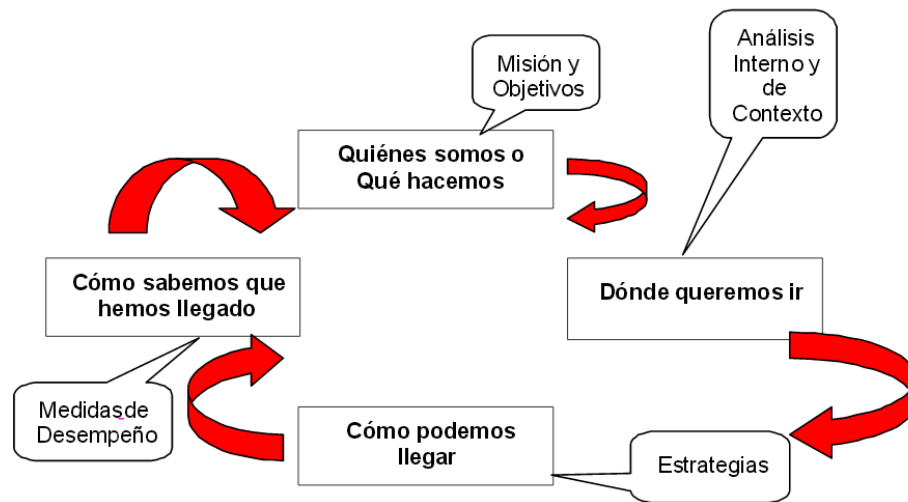 Misión y
Objetivos
Análisis
Interno y
de
Contexto
Quiénes somos o
Qué hacemos
Cómo sabemos que
hemos llegado
Dónde queremos ir
Medidas de
Desempeño
Cómo podemos
llegar
Estrategias